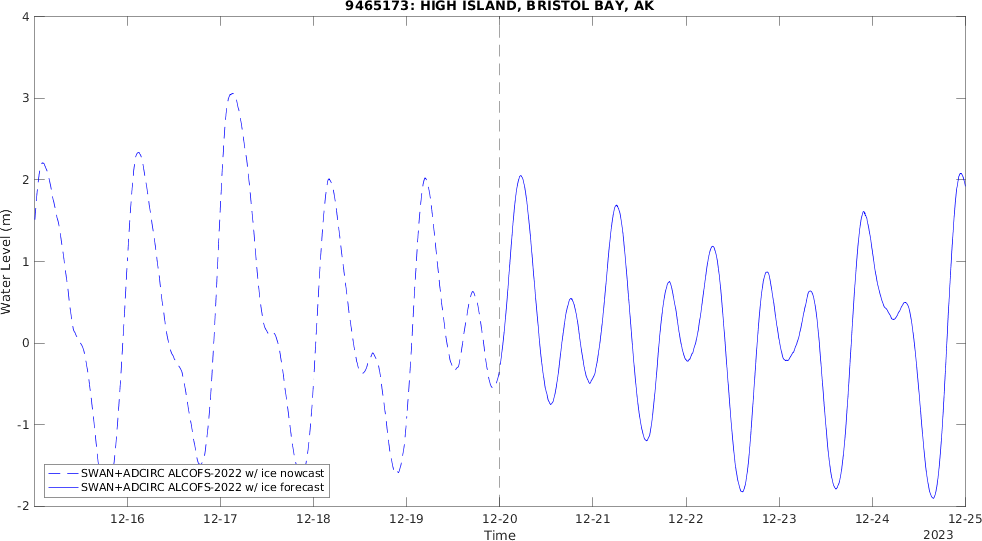 9465173: HIGH ISLAND, BRISTOL BAY, AK
Water Level (m)
4
3
2
1
0
-1
-2
SWAN+ADCIRC ALCOFS-2022 w/ ice nowcast
SWAN+ADCIRC ALCOFS-2022 w/ ice forecast
12-16 12-17 12-18 12-19 12-20 12-21 12-22 12-23 12-24 12-25
Time
2023